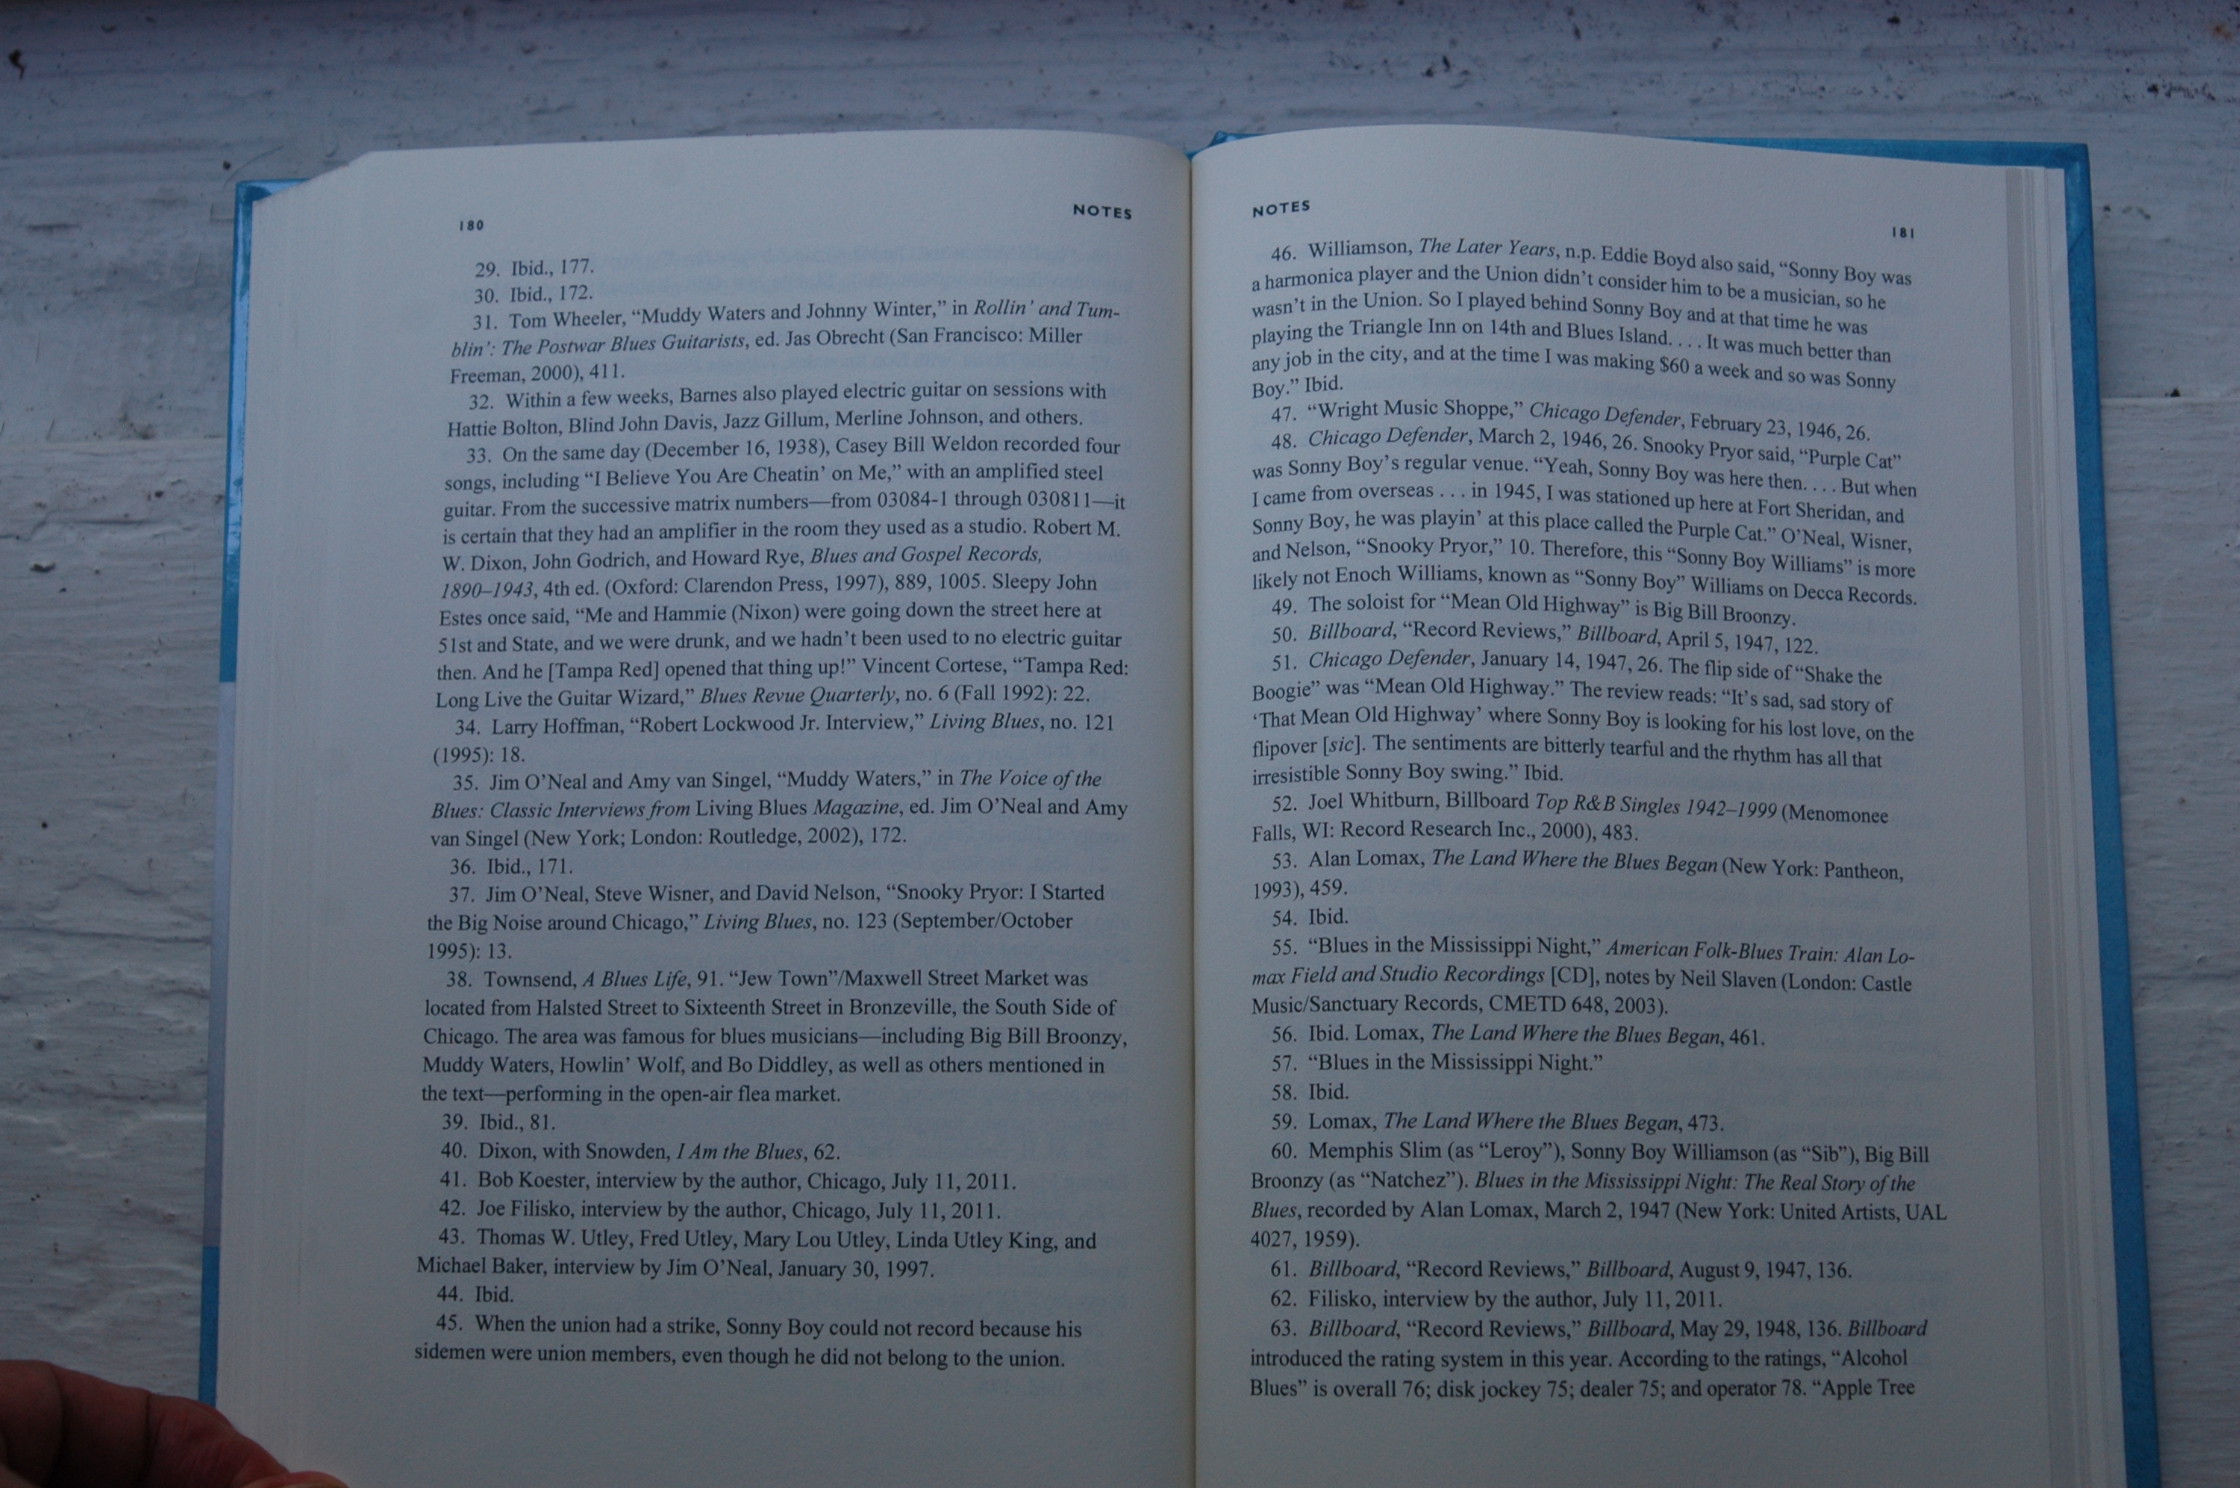 180
NOTES
29. Ibid., 177.
30. Ibid., 172.
31. Tom Wheeler, “Muddy Waters and Johnny Winter,” in Rollin’ and Tum-
blin’: The Postwar Blues Guitarists, ed. Jas Obrecht (San Francisco: Miller
Freeman, 2000), 411.
32. Within a few weeks, Barnes also played electric guitar on sessions with
Hattie Bolton, Blind John Davis, Jazz Gillum, Merline Johnson, and others.
33. On the same day (December 16, 1938), Casey Bill Weldon recorded four
songs, including “I Believe You Are Cheatin’ on Me,” with an amplified steel
guitar. From the successive matrix numbers—from 03084-1 through 030811—it
is certain that they had an amplifier in the room they used as a studio. Robert M.
W. Dixon, John Godrich, and Howard Rye, Blues and Gospel Records,
1890–1943, 4th ed. (Oxford: Clarendon Press, 1997), 889, 1005. Sleepy John
Estes once said, “Me and Hammie (Nixon) were going down the street here at
51st and State, and we were drunk, and we hadn’t been used to no electric guitar
then. And he [Tampa Red] opened that thing up!” Vincent Cortese, “Tampa Red:
Long Live the Guitar Wizard,” Blues Revue Quarterly, no. 6 (Fall 1992): 22.
34. Larry Hoffman, “Robert Lockwood Jr. Interview,” Living Blues, no. 121
(1995): 18.
35. Jim O’Neal and Amy van Singel, “Muddy Waters,” in The Voice of the
Blues: Classic Interviews from Living Blues Magazine, ed. Jim O’Neal and Amy
van Singel (New York; London: Routledge, 2002), 172.
36. Ibid., 171.
37. Jim O’Neal, Steve Wisner, and David Nelson, “Snooky Pryor: I Started
the Big Noise around Chicago,” Living Blues, no. 123 (September/October
1995): 13.
38. Townsend, A Blues Life, 91. “Jew Town”/Maxwell Street Market was
located from Halsted Street to Sixteenth Street in Bronzeville, the South Side of
Chicago. The area was famous for blues musicians—including Big Bill Broonzy,
Muddy Waters, Howlin’ Wolf, and Bo Diddley, as well as others mentioned in
the text—performing in the open-air flea market.
39. Ibid., 81.
40. Dixon, with Snowden, I Am the Blues, 62.
41. Bob Koester, interview by the author, Chicago, July 11, 2011.
42. Joe Filisko, interview by the author, Chicago, July 11, 2011.
43. Thomas W. Utley, Fred Utley, Mary Lou Utley, Linda Utley King, and
Michael Baker, interview by Jim O’Neal, January 30, 1997.
44. Ibid.
45. When the union had a strike, Sonny Boy could not record because his
sidemen were union members, even though he did not belong to the union.
NOTES
181
46. Williamson, The Later Years, n.p. Eddie Boyd also said, “Sonny Boy was
a harmonica player and the Union didn’t consider him to be a musician, so he
wasn’t in the Union. So I played behind Sonny Boy and at that time he was
playing the Triangle Inn on 14th and Blues Island. . . . It was much better than
any job in the city, and at the time I was making $60 a week and so was Sonny
Boy.” Ibid.
47. “Wright Music Shoppe,” Chicago Defender, February 23, 1946, 26.
48. Chicago Defender, March 2, 1946, 26. Snooky Pryor said, “Purple Cat”
was Sonny Boy’s regular venue. “Yeah, Sonny Boy was here then. . . . But when
I came from overseas . . . in 1945, I was stationed up here at Fort Sheridan, and
Sonny Boy, he was playin’ at this place called the Purple Cat.” O’Neal, Wisner,
and Nelson, “Snooky Pryor,” 10. Therefore, this “Sonny Boy Williams” is more
likely not Enoch Williams, known as “Sonny Boy” Williams on Decca Records.
49. The soloist for “Mean Old Highway” is Big Bill Broonzy.
50. Billboard, “Record Reviews,” Billboard, April 5, 1947, 122.
51. Chicago Defender, January 14, 1947, 26. The flip side of “Shake the
Boogie” was “Mean Old Highway.” The review reads: “It’s sad, sad story of
‘That Mean Old Highway’ where Sonny Boy is looking for his lost love, on the
flipover [sic]. The sentiments are bitterly tearful and the rhythm has all that
irresistible Sonny Boy swing.” Ibid.
52. Joel Whitburn, Billboard Top R&B Singles 1942–1999 (Menomonee
Falls, WI: Record Research Inc., 2000), 483.
53. Alan Lomax, The Land Where the Blues Began (New York: Pantheon,
1993), 459.
54. Ibid.
55. “Blues in the Mississippi Night,” American Folk-Blues Train: Alan Lo-
max Field and Studio Recordings [CD], notes by Neil Slaven (London: Castle
Music/Sanctuary Records, CMETD 648, 2003).
56. Ibid. Lomax, The Land Where the Blues Began, 461.
57. “Blues in the Mississippi Night.”
58. Ibid.
59. Lomax, The Land Where the Blues Began, 473.
60. Memphis Slim (as “Leroy”), Sonny Boy Williamson (as “Sib”), Big Bill
Broonzy (as “Natchez”). Blues in the Mississippi Night: The Real Story of the
Blues, recorded by Alan Lomax, March 2, 1947 (New York: United Artists, UAL
4027, 1959).
61. Billboard, “Record Reviews,” Billboard, August 9, 1947, 136.
62. Filisko, interview by the author, July 11, 2011.
63. Billboard, “Record Reviews,” Billboard, May 29, 1948, 136. Billboard
introduced the rating system in this year. According to the ratings, “Alcohol
Blues” is overall 76; disk jockey 75; dealer 75; and operator 78. “Apple Tree